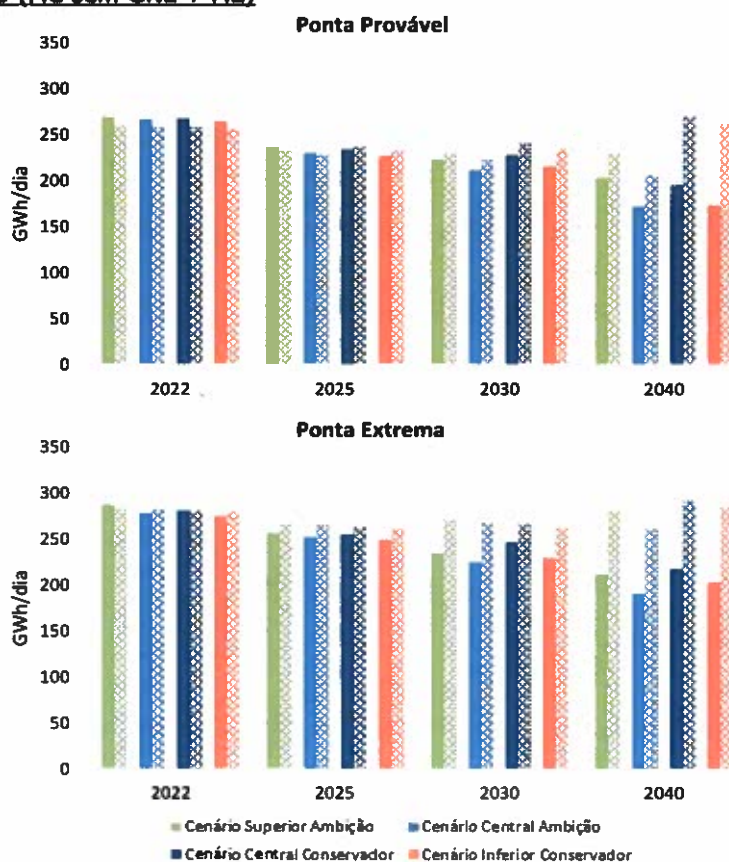 Ponta Provável
350
300
250
200
150
100
50
0
GWh/dia
2022 2025 2030 2040
Ponta Extrema
350
300
250
200
150
100
50
0
GWh/dia
2022 2025 2030 2040
Cenário Superior Ambição Cenário Central Ambição
Cenário Central Conservador Cenário Inferior Conservador